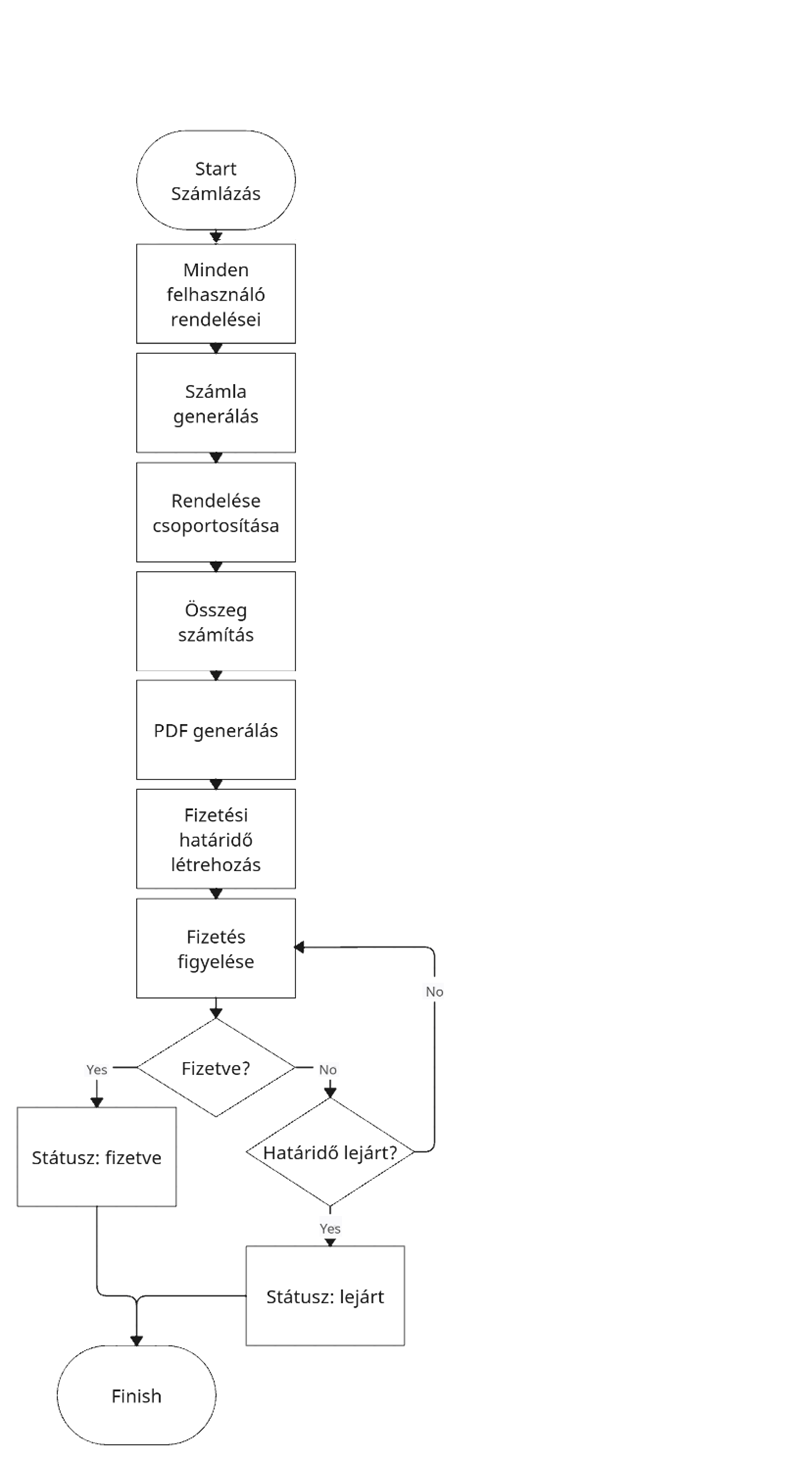 Start
Számlázás
Minden
felhasználó
rendelései
Számla
generálás
Rendelése
csoportosítása
Összeg
számítás
PDF generálás
Fizetési
határidő
létrehozás
Fizetés
figyelése
No
Fizetve?
Yes
No
Határidő lejárt?
Státusz: fizetve
Yes
Státusz: lejárt
Finish